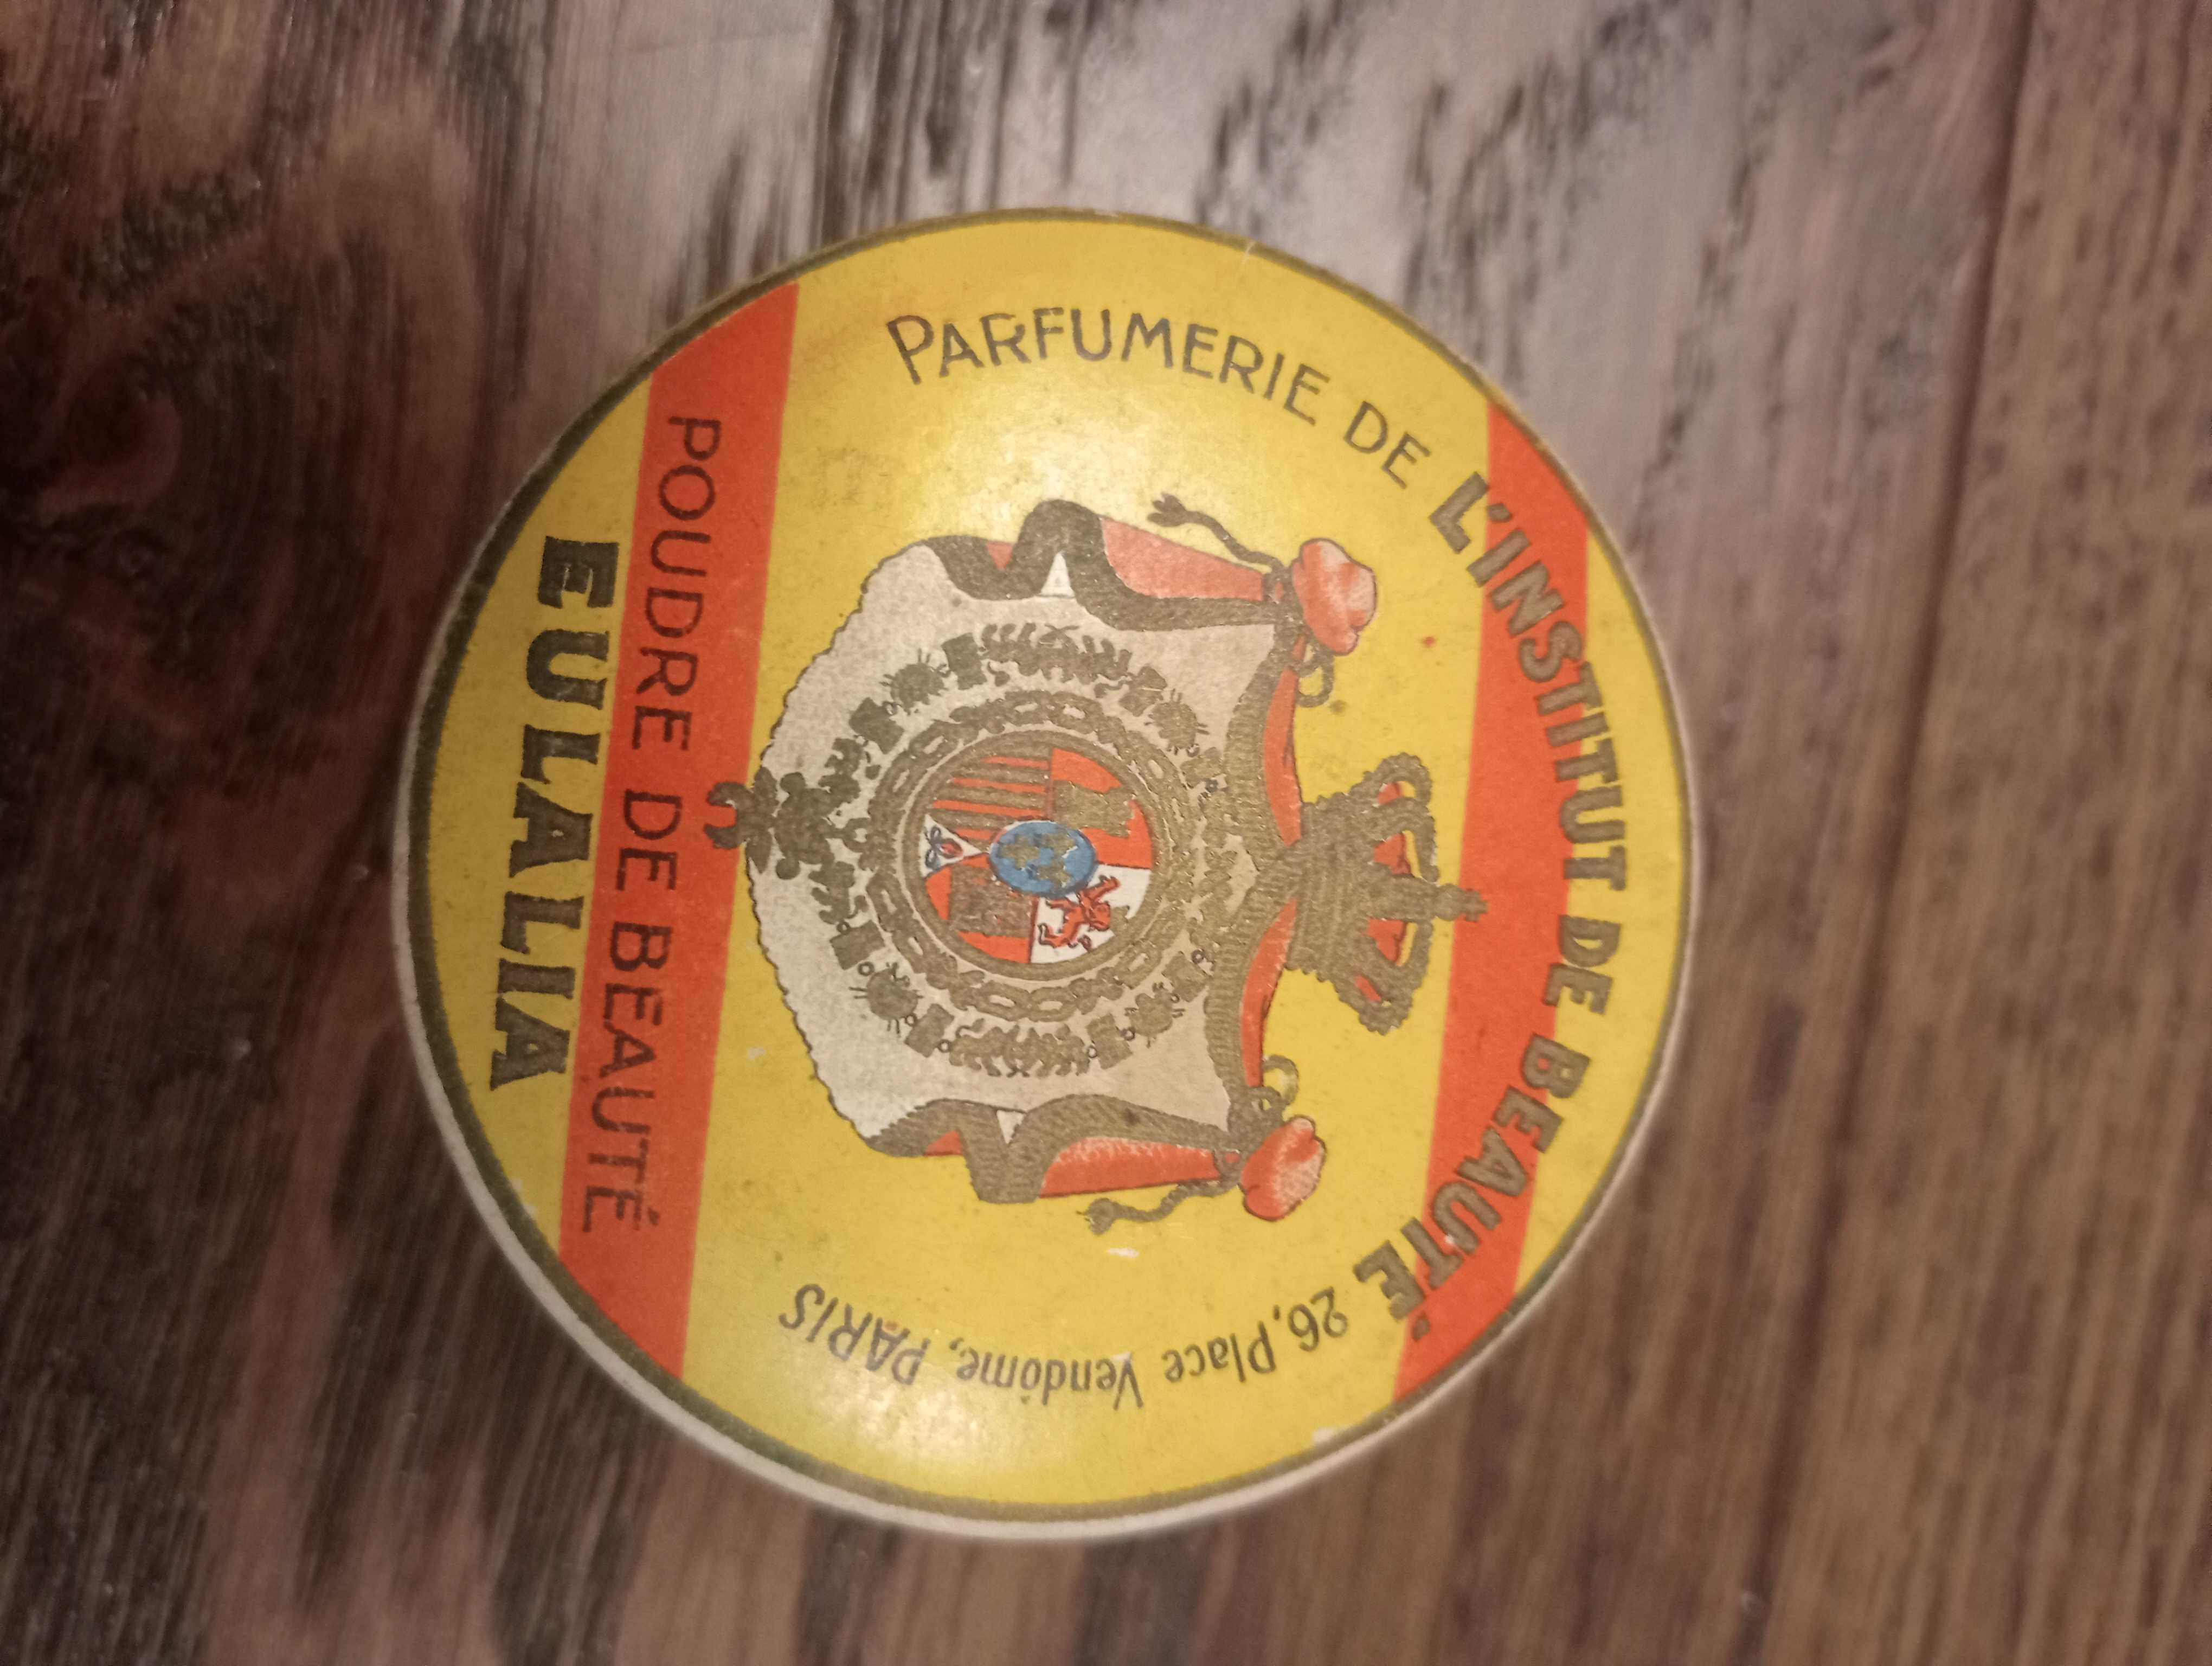 PARFUMERIE DE L'INSTITUT DE BEAUTÉ. 26, Place Vendôme, PARIS
POUDRE DE BEAUTÉ
EULALIA